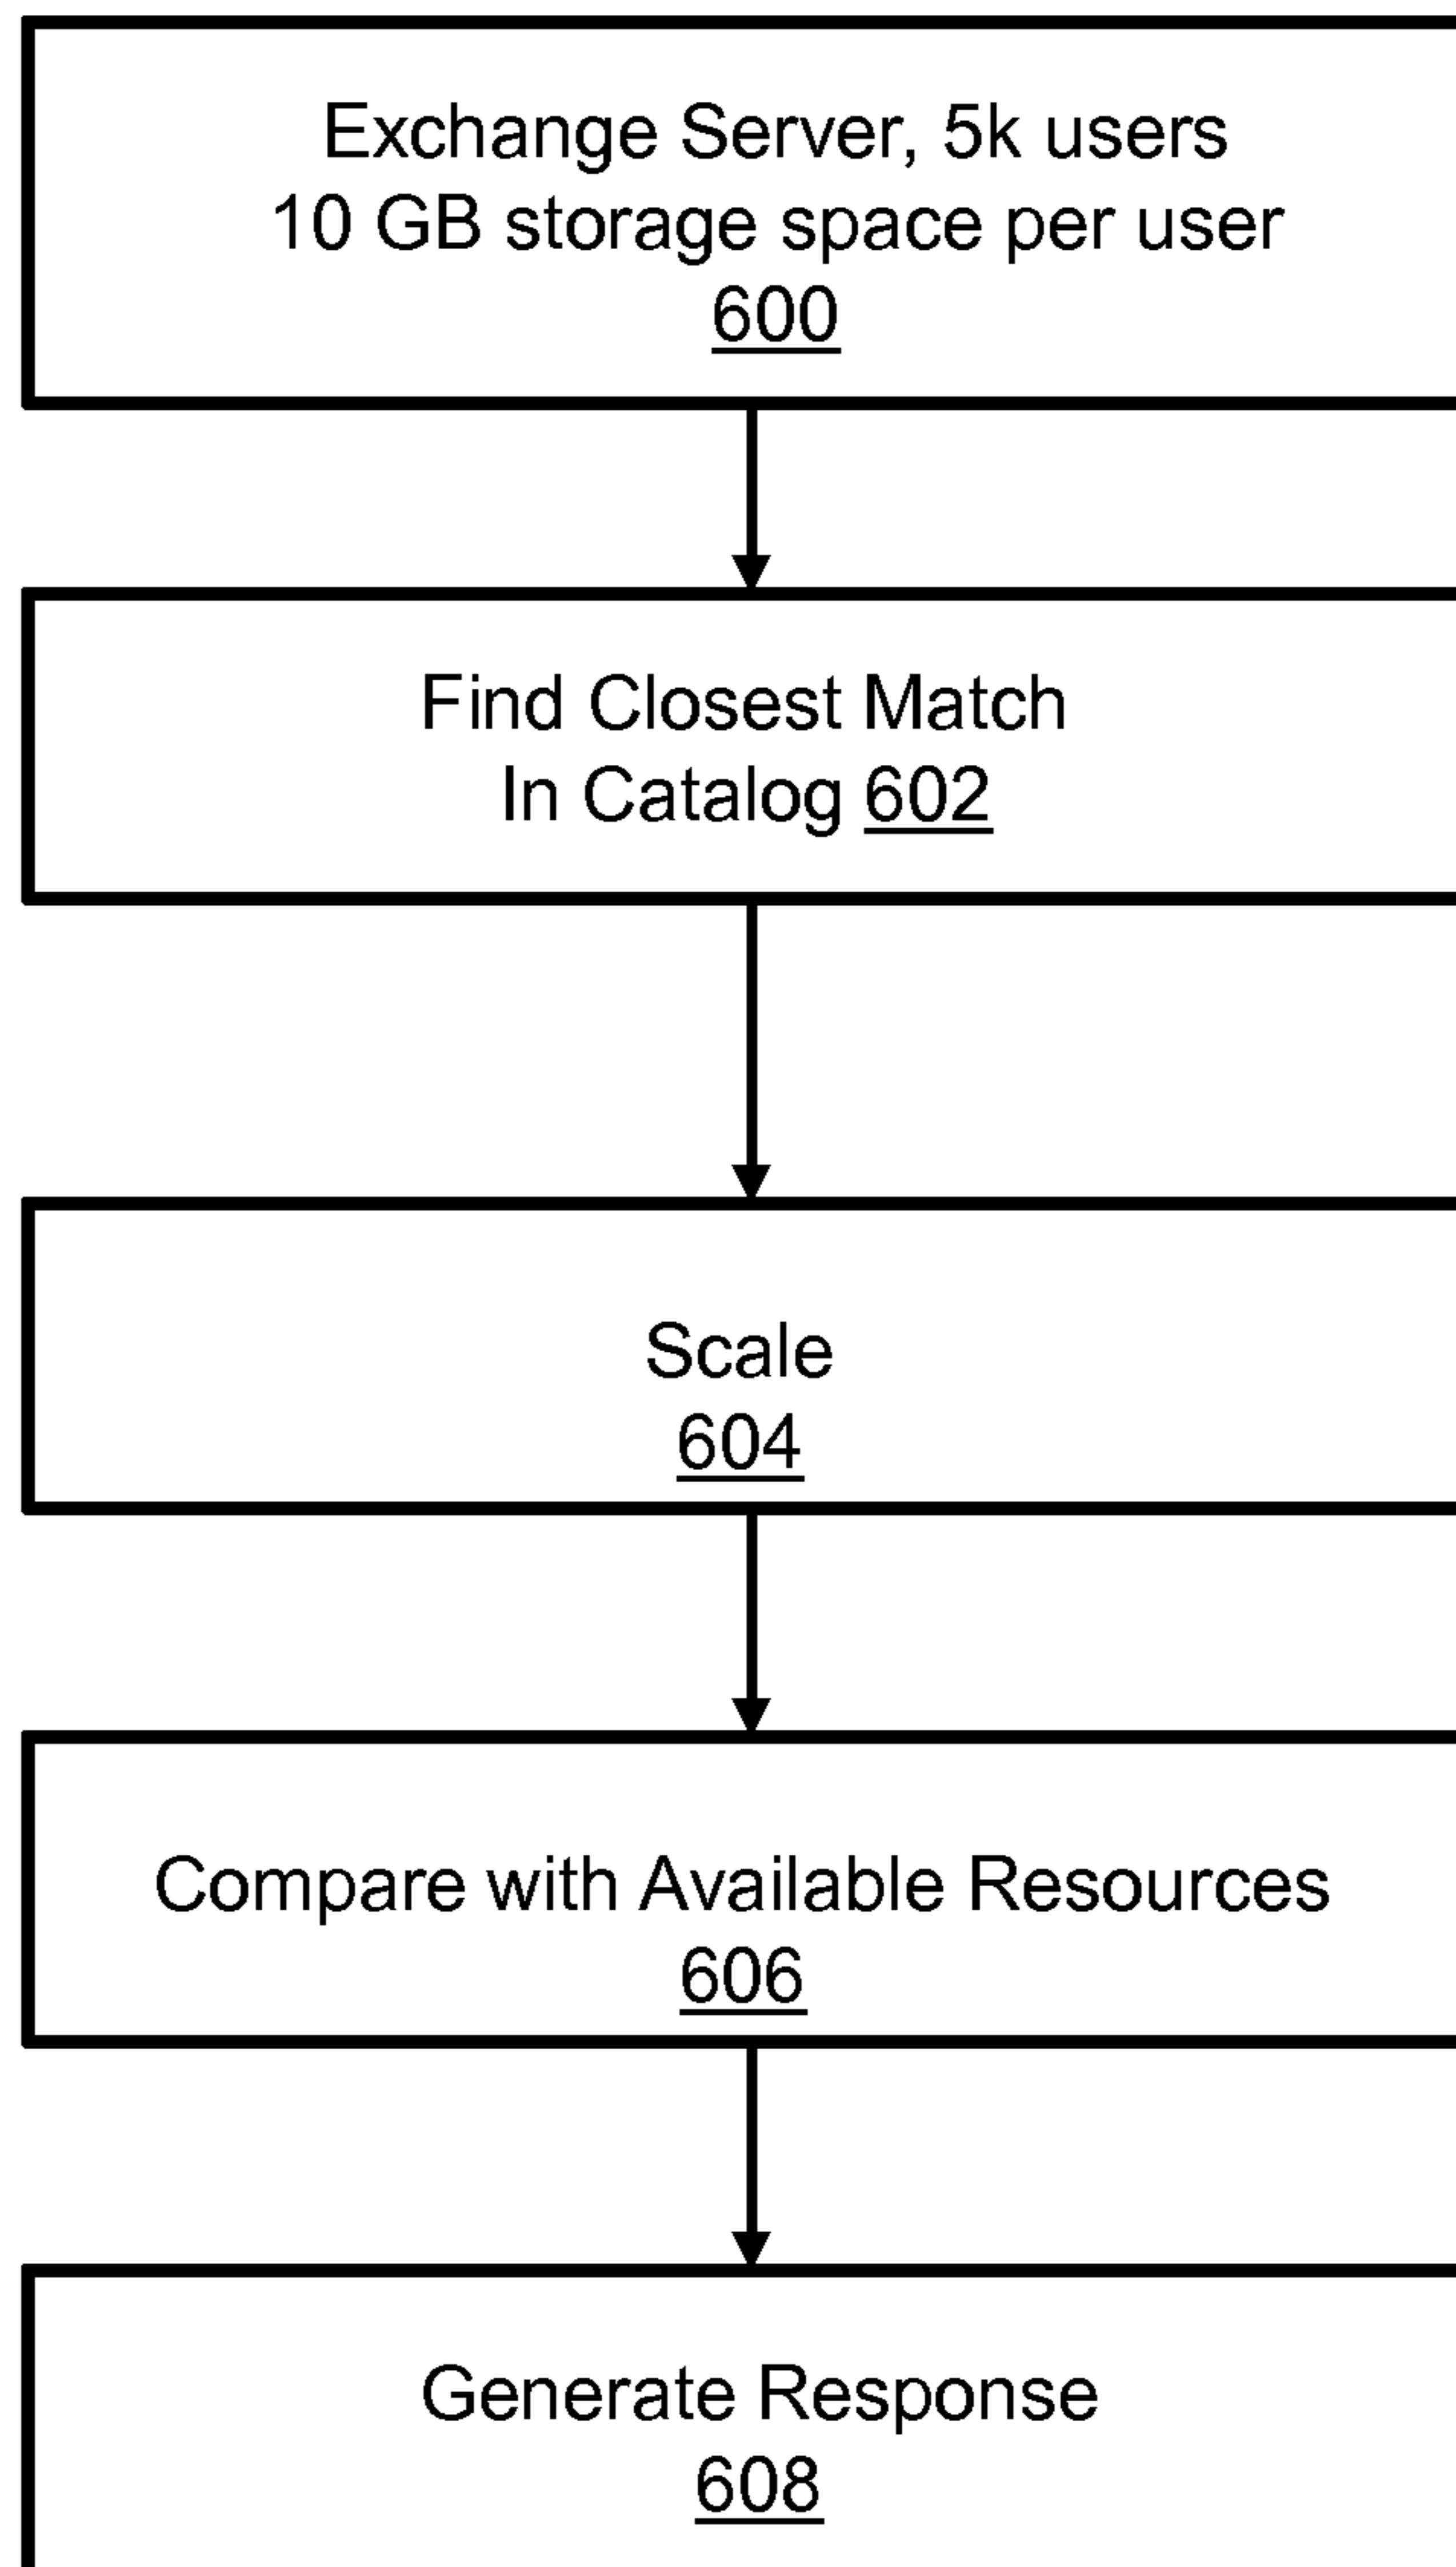 Exchange Server, 5k users
10 GB storage space per user
600
Find Closest Match
In Catalog 602
Scale
604
Compare with Available Resources
606
Generate Response
608